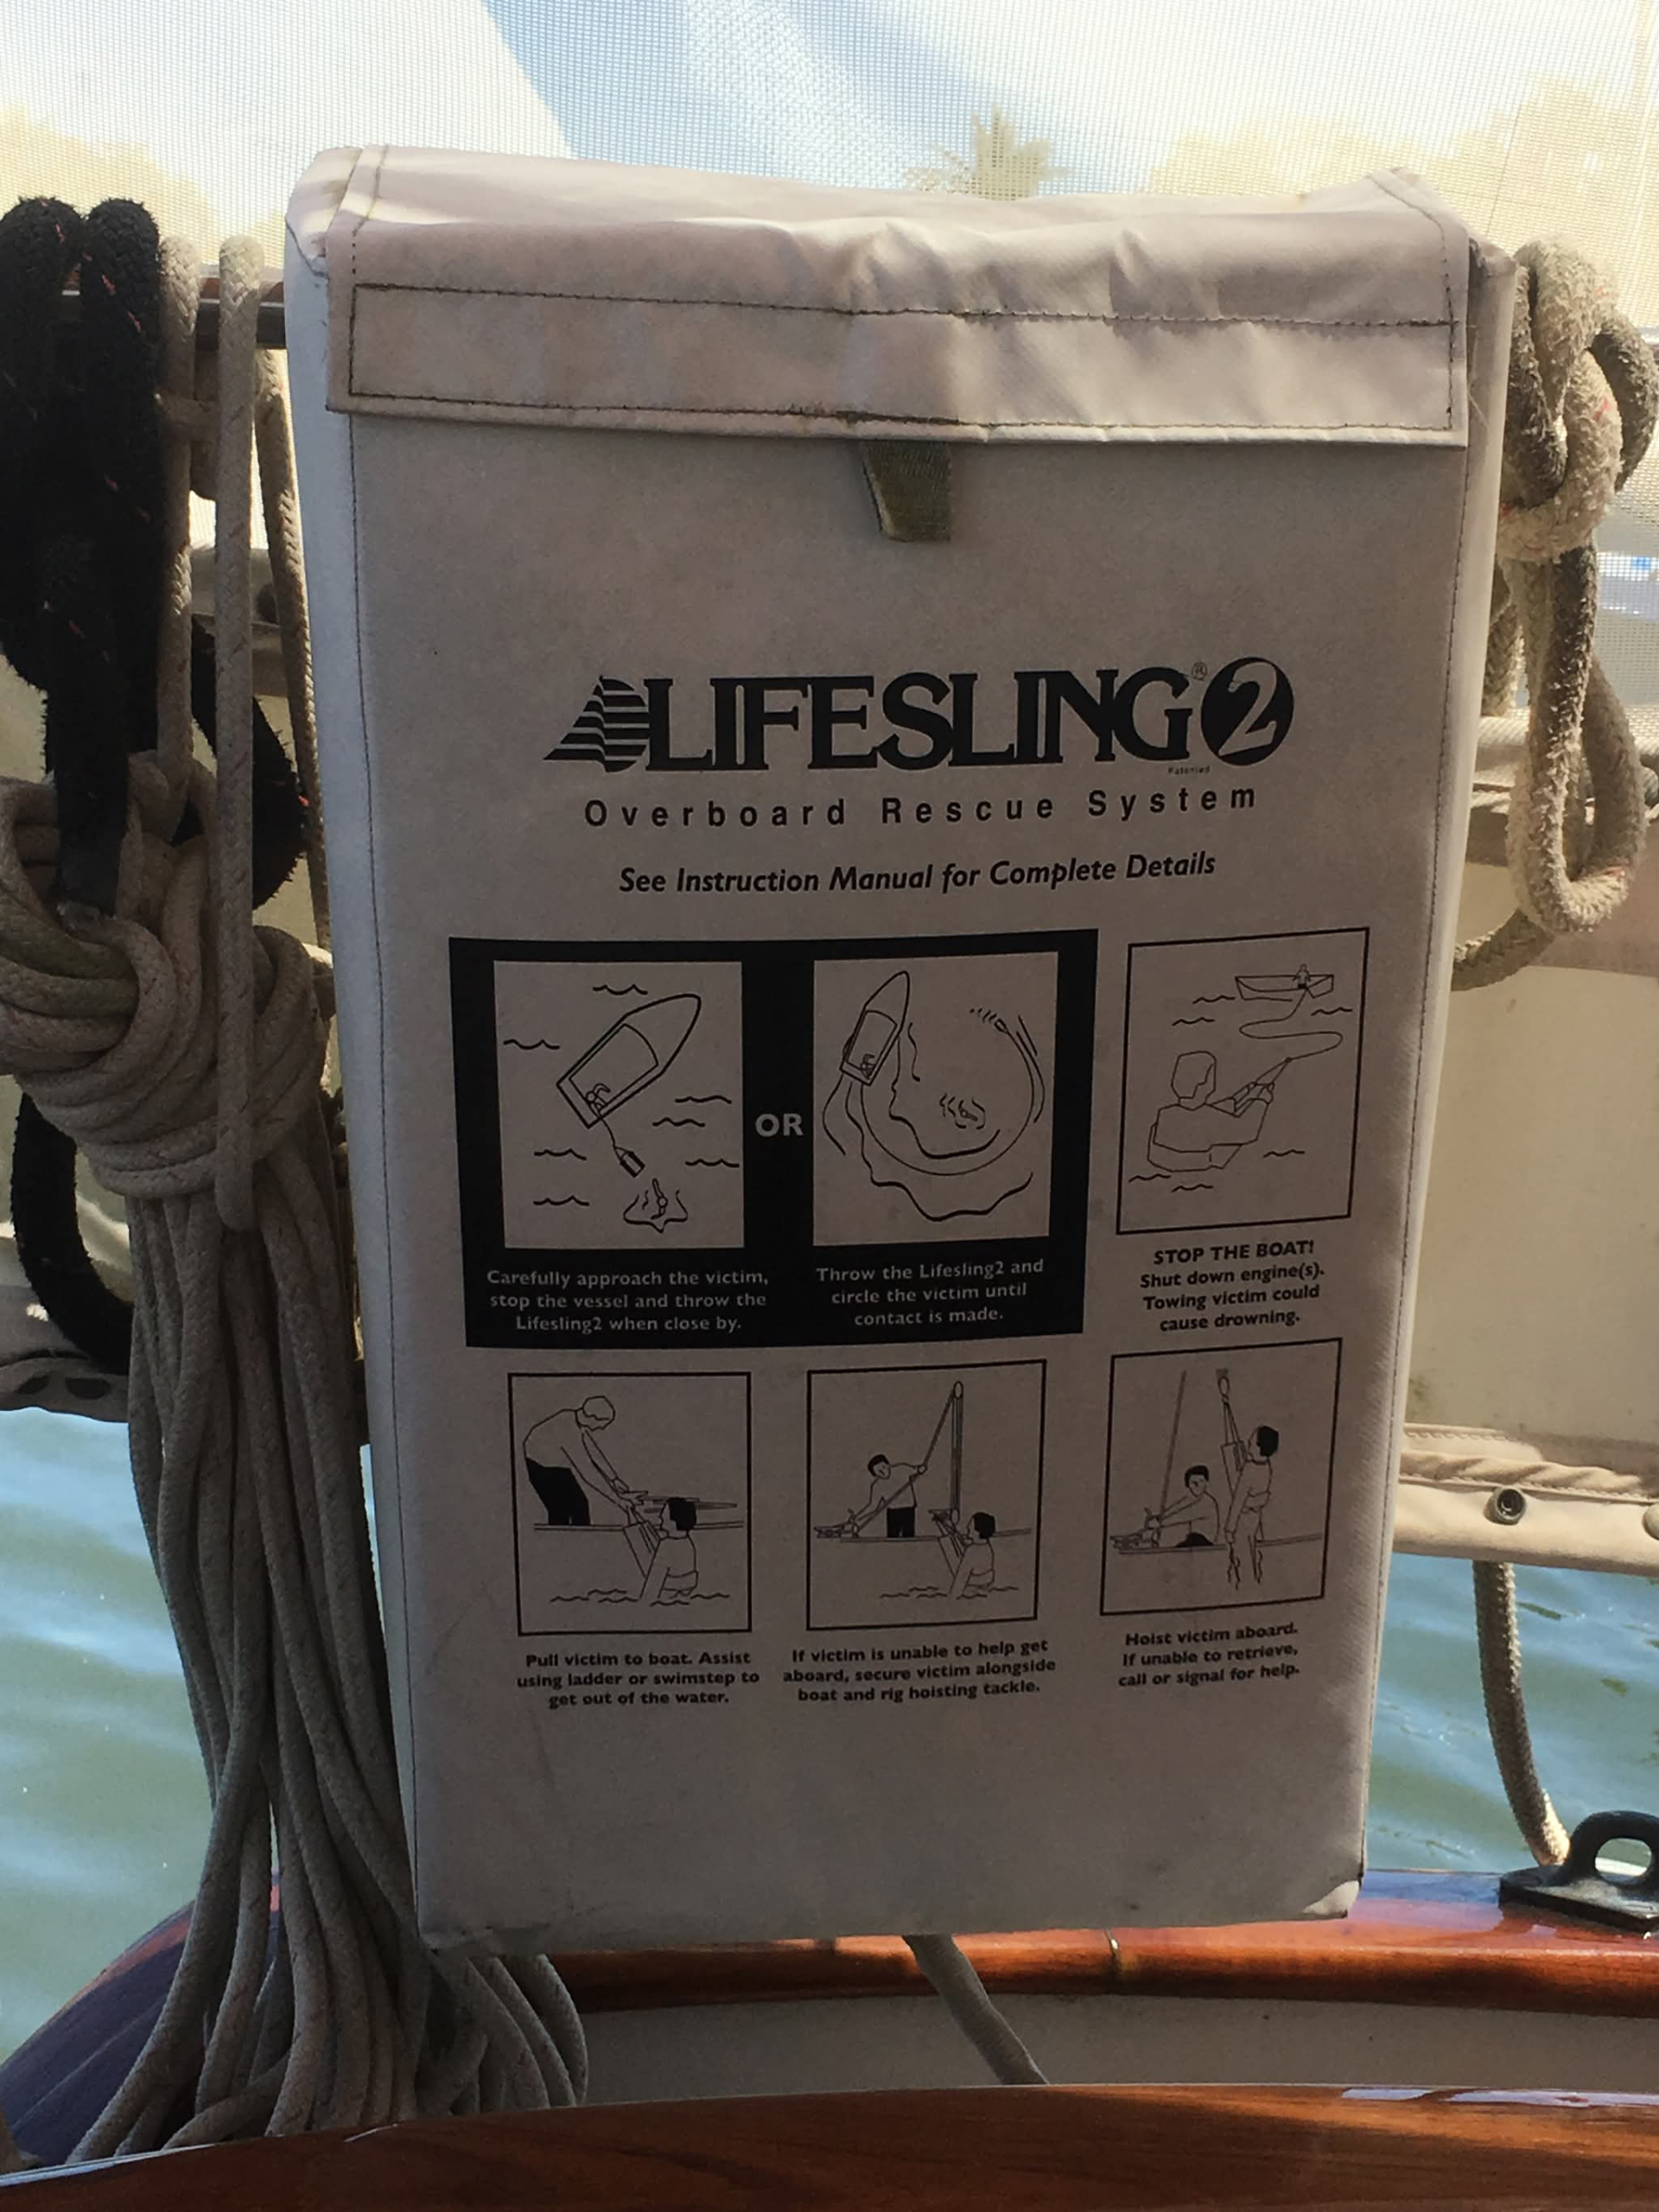 LIFESLING® 2
Patented
Overboard Rescue System
See Instruction Manual for Complete Details
OR
Carefully approach the victim,
stop the vessel and throw the
Lifesling2 when close by.
Throw the Lifesling2 and
circle the victim until
contact is made.
STOP THE BOAT!
Shut down engine(s).
Towing victim could
cause drowning.
Pull victim to boat. Assist
using ladder or swimstep to
get out of the water.
If victim is unable to help get
aboard, secure victim alongside
boat and rig hoisting tackle.
Hoist victim aboard.
If unable to retrieve,
call or signal for help.